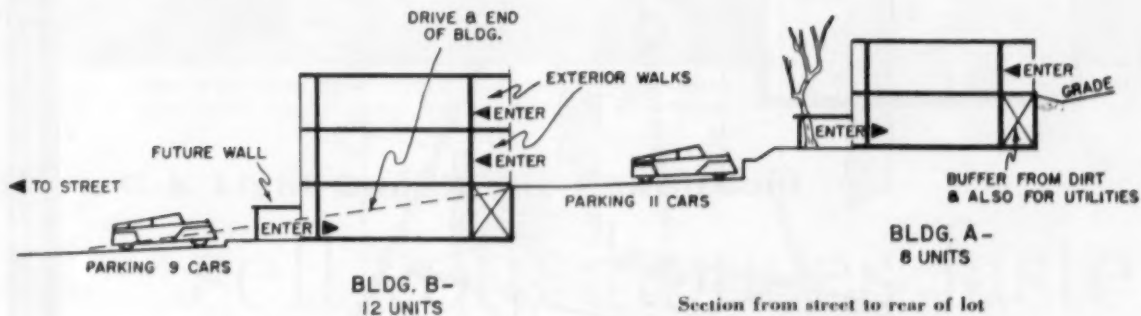 DRIVE & END
OF BLDG.
EXTERIOR WALKS
ENTER
ENTER
FUTURE WALL
TO STREET
ENTER
PARKING 9 CARS
BLDG. B-
12 UNITS
PARKING 11 CARS
ENTER
GRADE
ENTER
BUFFER FROM DIRT
& ALSO FOR UTILITIES
BLDG. A-
8 UNITS
Section from street to rear of lot